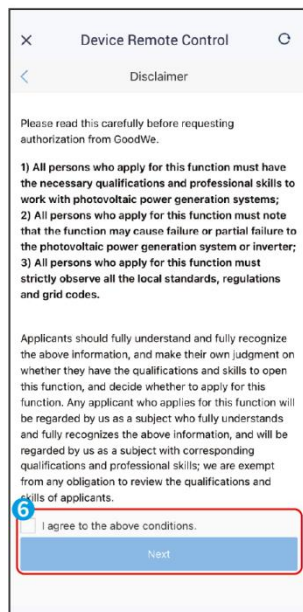 Device Remote Control
Disclaimer
Please read this carefully before requesting
authorization from GoodWe.
1) All persons who apply for this function must have
the necessary qualifications and professional skills to
work with photovoltaic power generation systems;
2) All persons who apply for this function must note
that the function may cause failure or partial failure to
the photovoltaic power generation system or inverter;
3) All persons who apply for this function must
strictly observe all the local standards, regulations
and grid codes.
Applicants should fully understand and fully recognize
the above information, and make their own judgment on
whether they have the qualifications and skills to open
this function, and decide whether to apply for this
function. Any applicant who applies for this function will
be regarded by us as a subject who fully understands
and fully recognizes the above information, and will be
regarded by us as a subject with corresponding
qualifications and professional skills; we are exempt
from any obligation to review the qualifications and
skills of applicants.
6
I agree to the above conditions.
Next